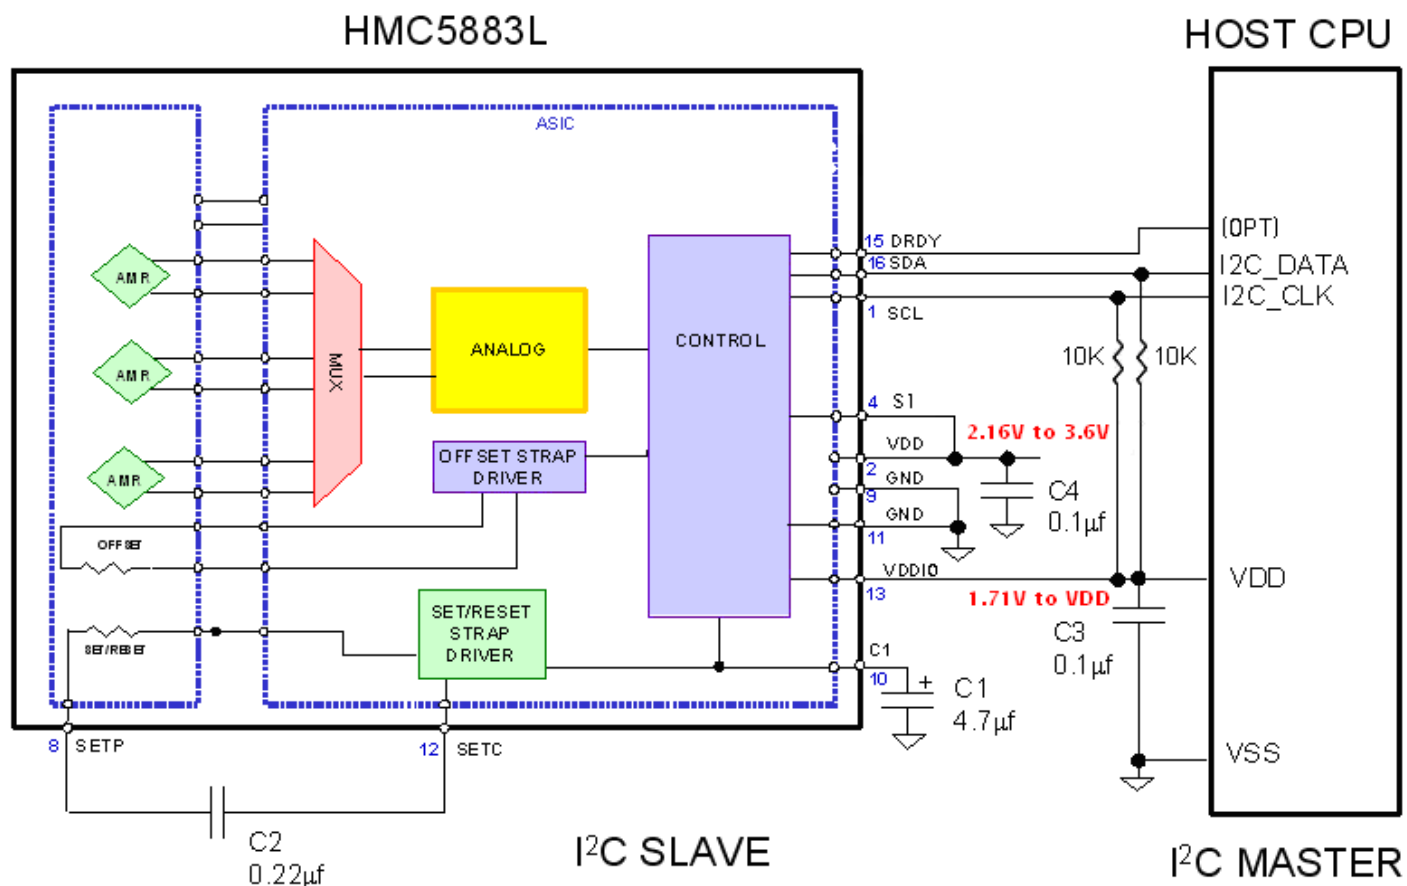 HMC5883L
HOST CPU
ASIC
AMR
AMR
AMR
MUX
ANALOG
CONTROL
OFFSET STRAP
DRIVER
OFFSET
SET/RESET
SET/RESET
STRAP
DRIVER
15 DRDY
16 SDA
1 SCL
4 S1
VDD
2
GND
9
GND
11
VDDIO
13
C1
10
8 SETP
12 SETC
(OPT)
I2C_DATA
I2C_CLK
10K
10K
2.16V to 3.6V
C4
0.1µf
VDD
1.71V to VDD
C3
0.1µf
+
C1
4.7µf
VSS
C2
0.22µf
I²C SLAVE
I²C MASTER